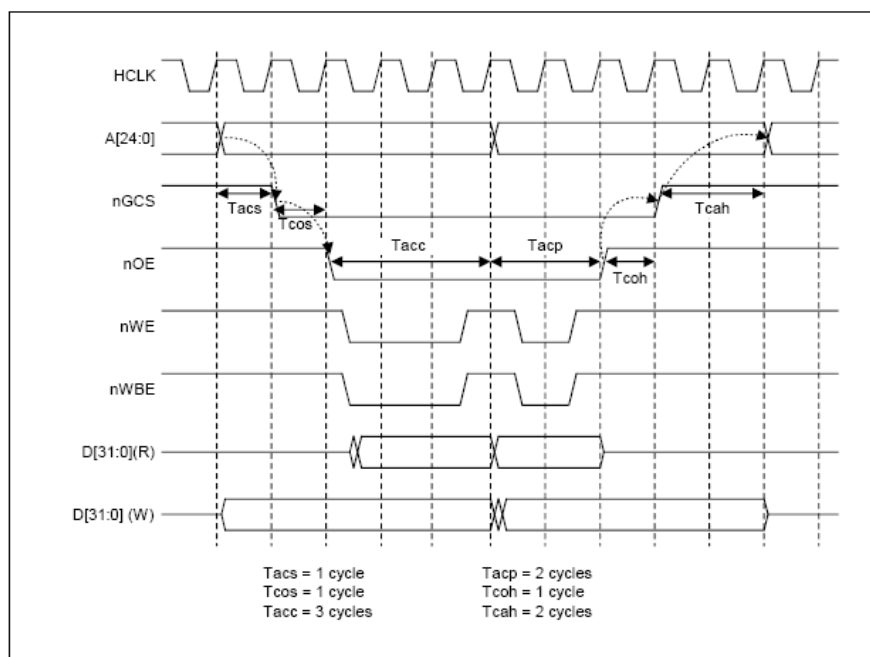 HCLK
A[24:0]
nGCS
Tacs
Tcos
Tcah
nOE
Tacc
Tacp
Tcoh
nWE
nWBE
D[31:0](R)
D[31:0] (W)
Tacs = 1 cycle
Tcos = 1 cycle
Tacc = 3 cycles
Tacp = 2 cycles
Tcoh = 1 cycle
Tcah = 2 cycles